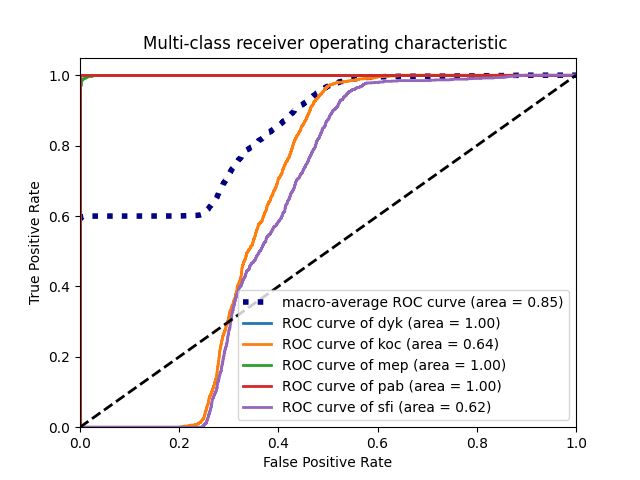 Multi-class receiver operating characteristic
True Positive Rate
1.0
0.8
0.6
0.4
0.2
0.0
macro-average ROC curve (area = 0.85)
ROC curve of dyk (area = 1.00)
ROC curve of koc (area = 0.64)
ROC curve of mep (area = 1.00)
ROC curve of pab (area = 1.00)
ROC curve of sfi (area = 0.62)
0.0 0.2 0.4 0.6 0.8 1.0
False Positive Rate